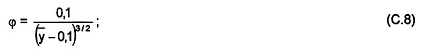 φ = 0,1 / (y̅ − 0,1)^3/2 ; (C.8)